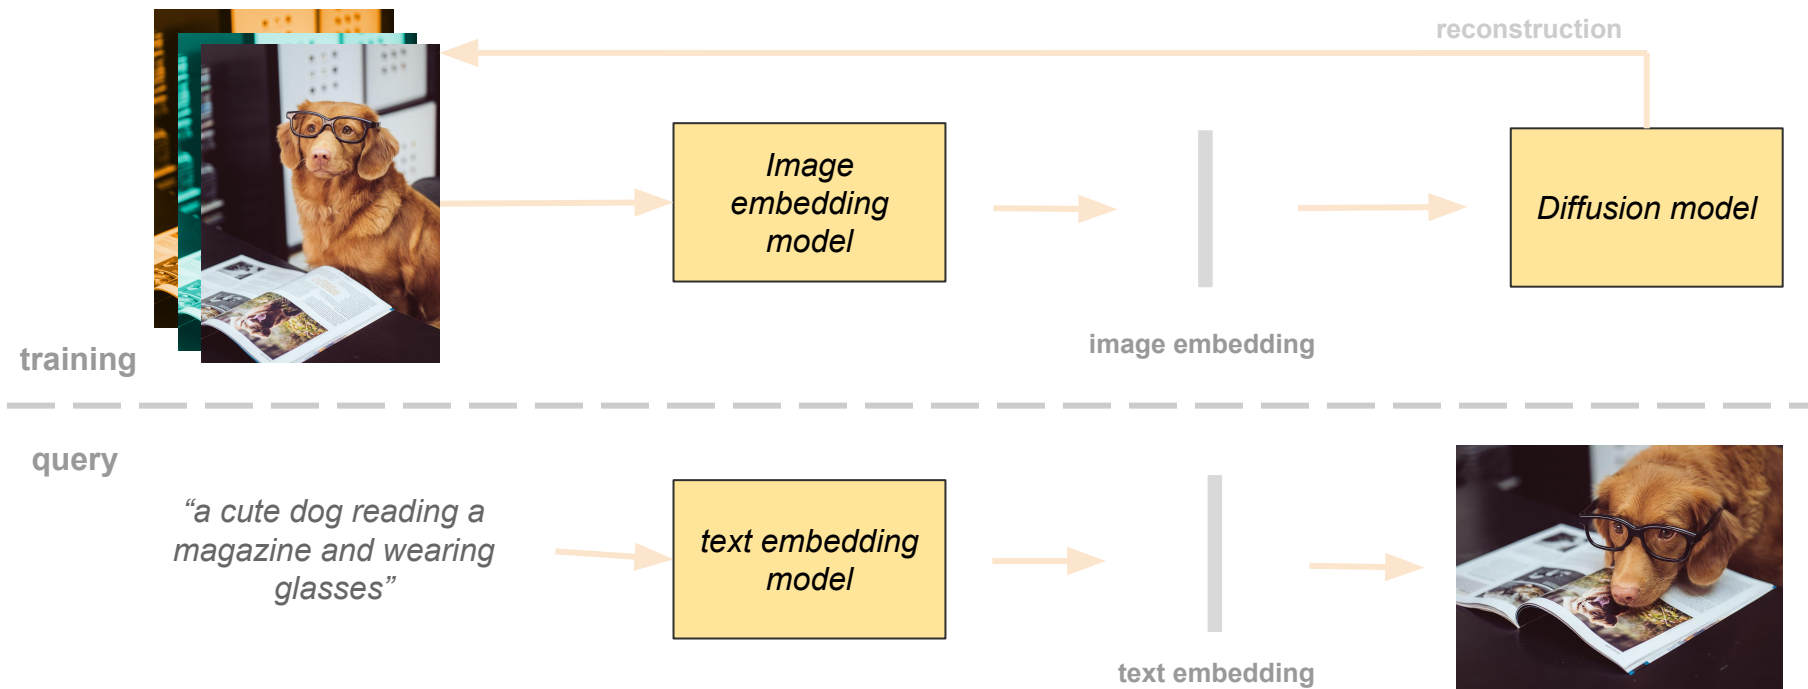 reconstruction
Image
embedding
model
Diffusion model
image embedding
training
query
“a cute dog reading a
magazine and wearing
glasses”
text embedding
model
text embedding